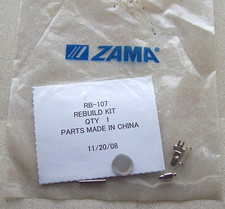 ZAMA
RB-107
REBUILD KIT
QTY 1
PARTS MADE IN CHINA
11/20/08